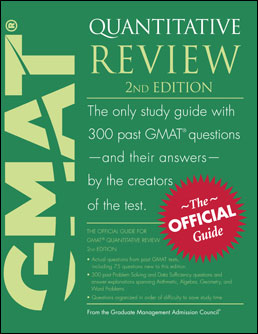 GMAT®
QUANTITATIVE
REVIEW
2ND EDITION
The only study guide with
300 past GMAT® questions
—and their answers—
by the creators
of the test.
~The~
OFFICIAL
Guide
THE OFFICIAL GUIDE FOR
GMAT® QUANTITATIVE REVIEW
2ND EDITION
• Actual questions from past GMAT tests,
including 75 questions new to this edition
• 300 past Problem Solving and Data Sufficiency questions and
answer explanations spanning Arithmetic, Algebra, Geometry, and
Word Problems
• Questions organized in order of difficulty to save study time
From the Graduate Management Admission Council®